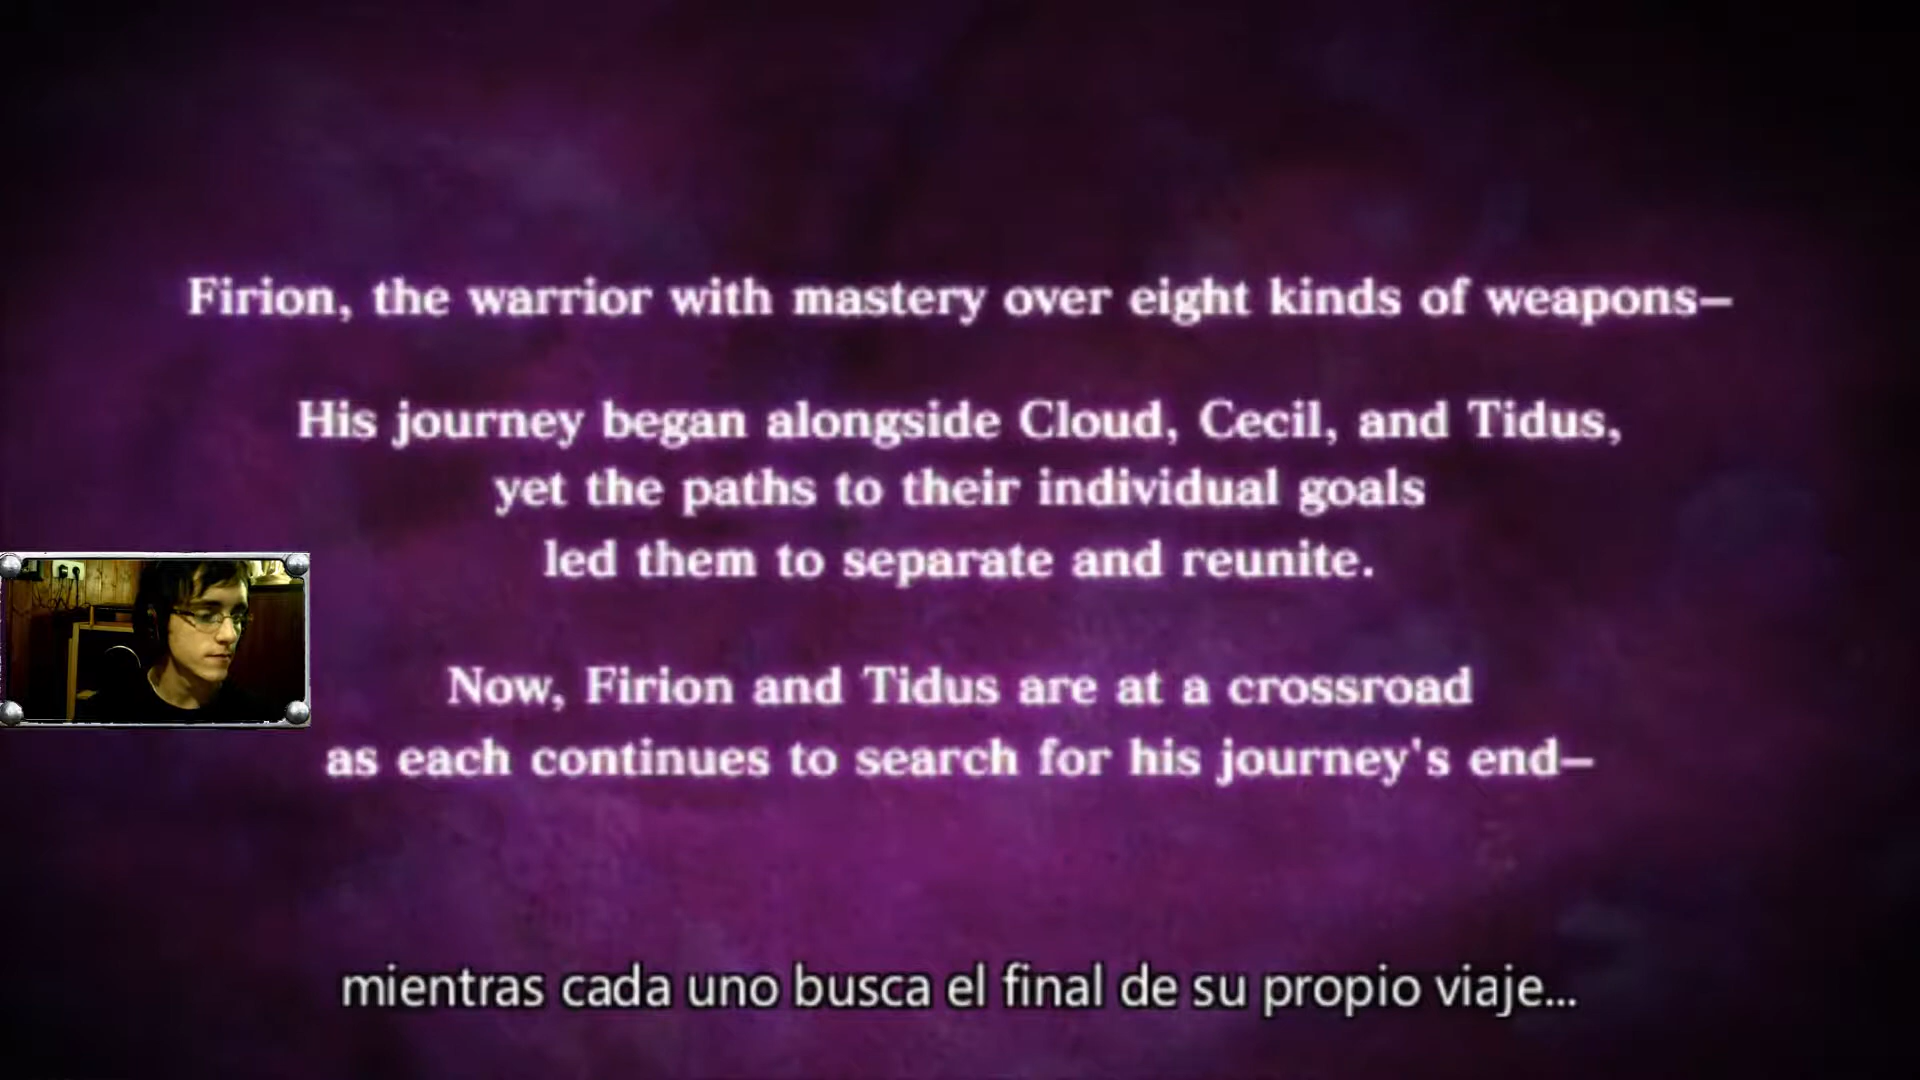 Firion, the warrior with mastery over eight kinds of weapons—
His journey began alongside Cloud, Cecil, and Tidus,
yet the paths to their individual goals
led them to separate and reunite.
Now, Firion and Tidus are at a crossroad
as each continues to search for his journey's end—
mientras cada uno busca el final de su propio viaje...